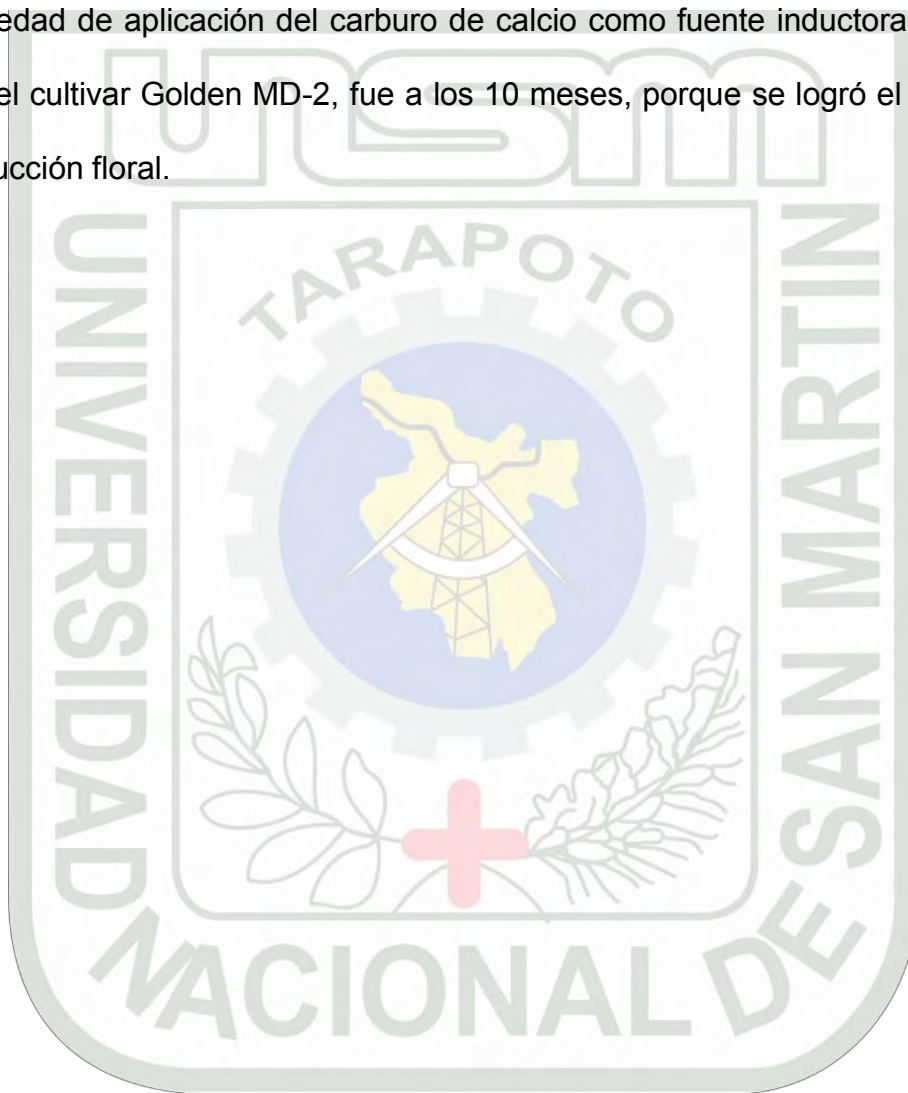 edad de aplicación del carburo de calcio como fuente inductora
el cultivar Golden MD-2, fue a los 10 meses, porque se logró el
ucción floral.
unsm
TARAPOTO
UNIVERSIDAD NACIONAL DE SAN MARTIN